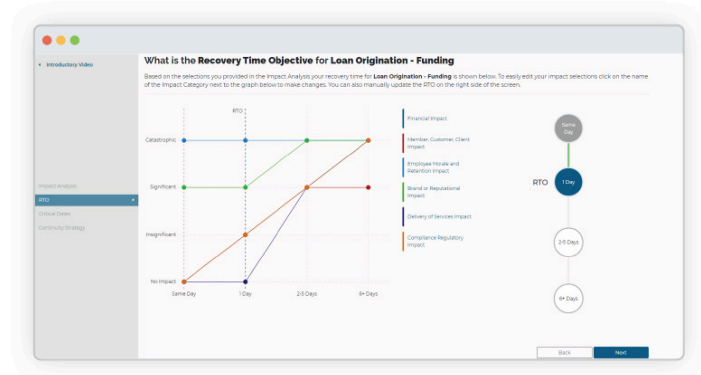 Introductory Video
Impact Analysis
RTO
Critical Dates
Continuity Strategy
What is the Recovery Time Objective for Loan Origination - Funding
Based on the selections you provided in the Impact Analysis your recovery time for Loan Origination - Funding is shown below. To easily edit your impact selections click on the name
of the Impact Category next to the graph below to make changes. You can also manually update the RTO on the right side of the screen.
RTO
Catastrophic
Significant
Insignificant
No Impact
Same Day
1 Day
2-5 Days
6+ Days
Financial Impact
Member, Customer, Client
Impact
Employee Morale and
Retention Impact
Brand or Reputational
Impact
Delivery of Services Impact
Compliance Regulatory
Impact
Same
Day
RTO
1 Day
2-5 Days
6+ Days
Back
Next